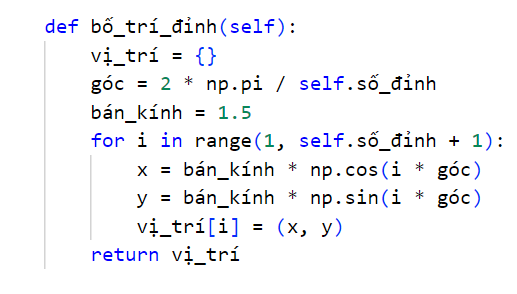 def bố_trí_đỉnh(self):
    vị_trí = {}
    góc = 2 * np.pi / self.số_đỉnh
    bán_kính = 1.5
    for i in range(1, self.số_đỉnh + 1):
        x = bán_kính * np.cos(i * góc)
        y = bán_kính * np.sin(i * góc)
        vị_trí[i] = (x, y)
    return vị_trí